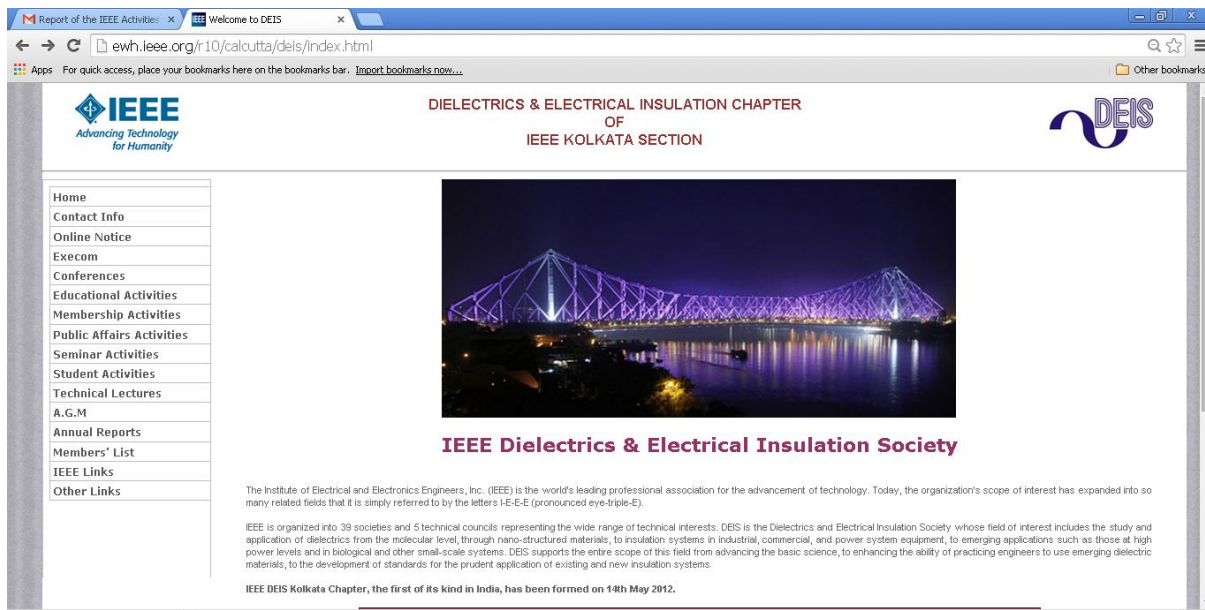 Report of the IEEE Activities
IEEE Welcome to DEIS
ewh.ieee.org/r10/calcutta/deis/index.html
Apps For quick access, place your bookmarks here on the bookmarks bar. Import bookmarks now... Other bookmarks
IEEE
Advancing Technology
for Humanity
DIELECTRICS & ELECTRICAL INSULATION CHAPTER
OF
IEEE KOLKATA SECTION
DEIS
Home
Contact Info
Online Notice
Execom
Conferences
Educational Activities
Membership Activities
Public Affairs Activities
Seminar Activities
Student Activities
Technical Lectures
A.G.M
Annual Reports
Members' List
IEEE Links
Other Links
IEEE Dielectrics & Electrical Insulation Society
The Institute of Electrical and Electronics Engineers, Inc. (IEEE) is the world's leading professional association for the advancement of technology. Today, the organization's scope of interest has expanded into so
many related fields that it is simply referred to by the letters I-E-E-E (pronounced eye-triple-E).
IEEE is organized into 39 societies and 5 technical councils representing the wide range of technical interests. DEIS is the Dielectrics and Electrical Insulation Society whose field of interest includes the study and
application of dielectrics from the molecular level, through nano-structured materials, to insulation systems in industrial, commercial, and power system equipment, to emerging applications such as those at high
power levels and in biological and other small-scale systems. DEIS supports the entire scope of this field from advancing the basic science, to enhancing the ability of practicing engineers to use emerging dielectric
materials, to the development of standards for the prudent application of existing and new insulation systems
IEEE DEIS Kolkata Chapter, the first of its kind in India, has been formed on 14th May 2012.